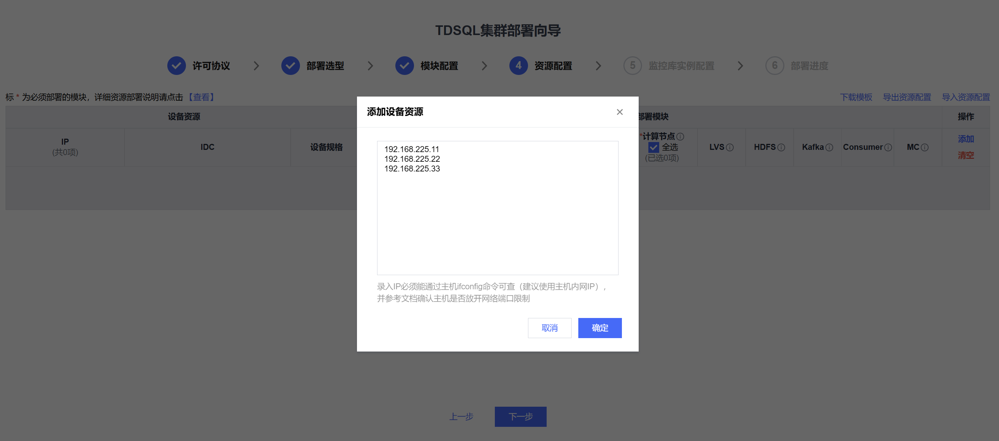 TDSQL集群部署向导
许可协议
部署选型
模块配置
4 资源配置
5 监控库实例配置
6 部署进度
标 * 为必须部署的模块，详细资源部署说明请点击【查看】
下载模板 导出资源配置 导入资源配置
设备资源
部署模块
操作
IP
(共0项)
IDC
设备规格
*计算节点
全选
(已选0项)
LVS
HDFS
Kafka
Consumer
MC
添加
清空
添加设备资源
192.168.225.11
192.168.225.22
192.168.225.33
录入IP必须能通过主机ifconfig命令可查（建议使用主机内网IP），
并参考文档确认主机是否放开网络端口限制
取消
确定
上一步
下一步